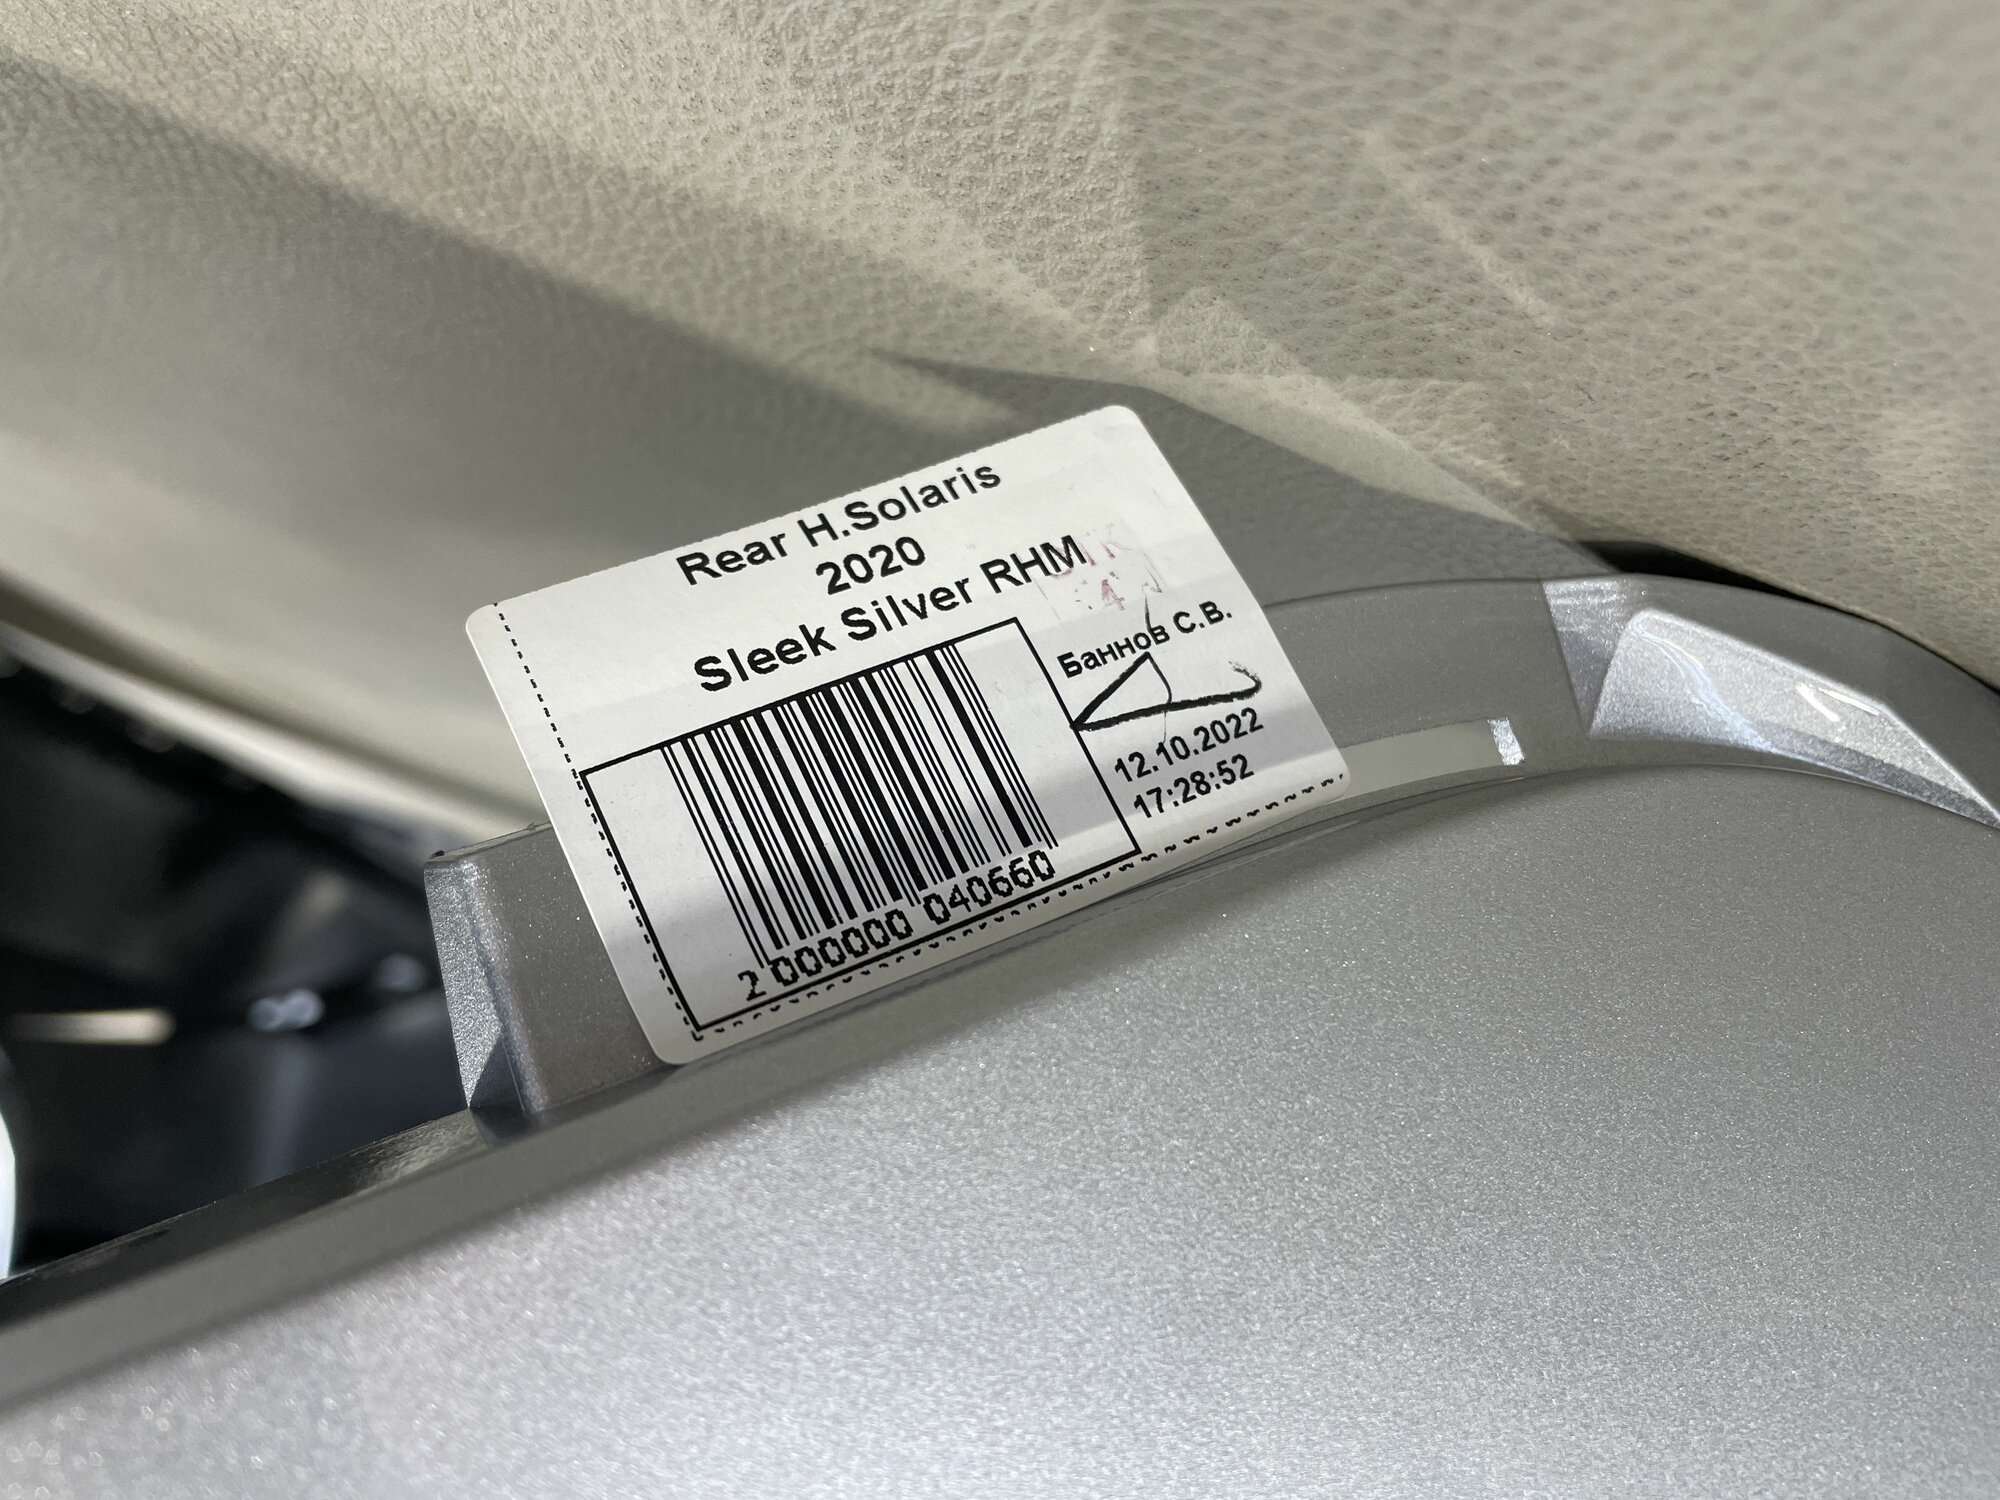 Rear H.Solaris
2020
Sleek Silver RHM
Баннов С.В.
12.10.2022
17:28:52
2 000000 040660